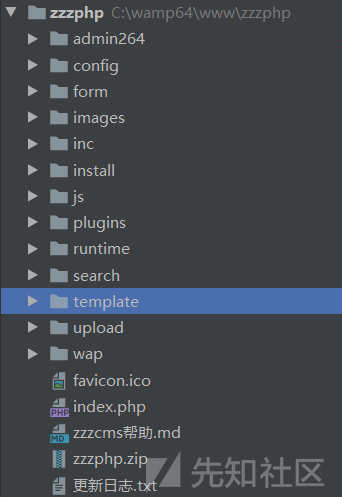 zzzphp C:\wamp64\www\zzzphp
admin264
config
form
images
inc
install
js
plugins
runtime
search
template
upload
wap
favicon.ico
index.php
zzzcms帮助.md
zzzphp.zip
更新日志.txt
PHP
MD
先知社区